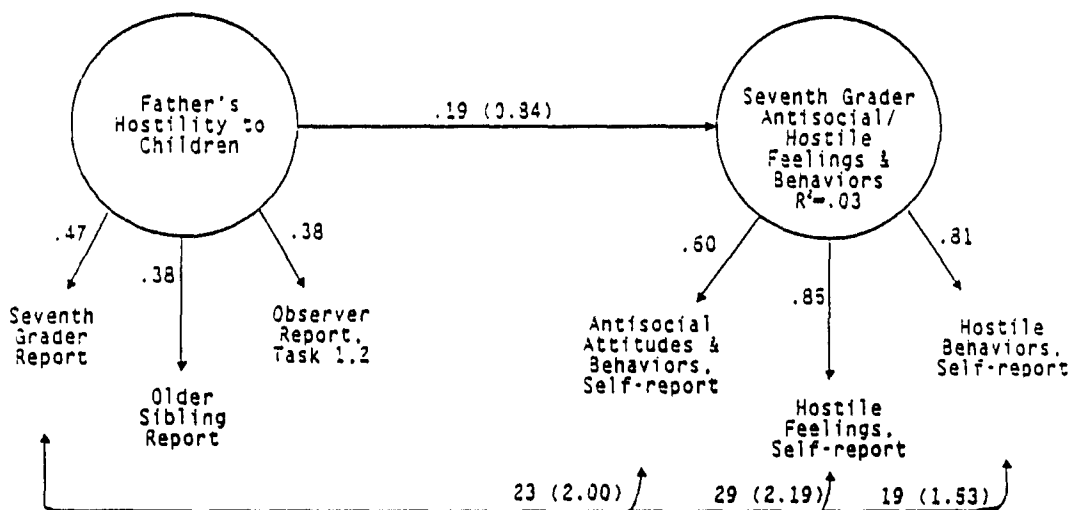 Father's
Hostility to
Children
.19 (0.84)
Seventh Grader
Antisocial/
Hostile
Feelings &
Behaviors
R²=.03
.47
.38
.38
.60
.85
.81
Seventh
Grader
Report
Older
Sibling
Report
Observer
Report,
Task 1,2
Antisocial
Attitudes &
Behaviors,
Self-report
Hostile
Feelings,
Self-report
Hostile
Behaviors,
Self-report
23 (2.00)
29 (2.19)
19 (1.53)